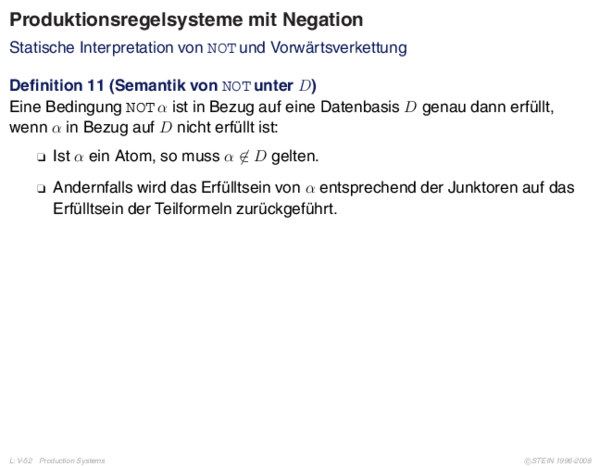 Produktionsregelsysteme mit Negation
Statische Interpretation von NOT und Vorwärtsverkettung
Definition 11 (Semantik von NOT unter D)
Eine Bedingung NOT α ist in Bezug auf eine Datenbasis D genau dann erfüllt,
wenn α in Bezug auf D nicht erfüllt ist:
❑ Ist α ein Atom, so muss α ∉ D gelten.
❑ Andernfalls wird das Erfülltsein von α entsprechend der Junktoren auf das
Erfülltsein der Teilformeln zurückgeführt.
L: V-52 Production Systems
©STEIN 1996-2008